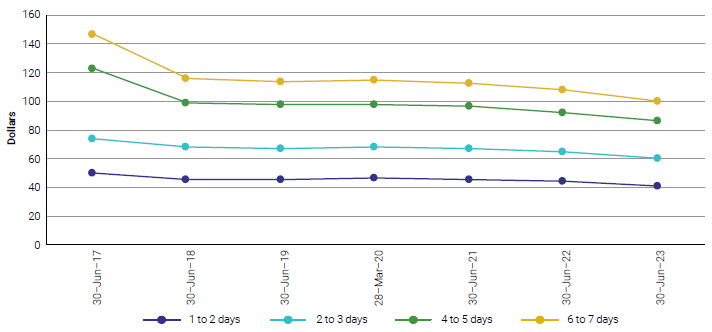 160
140
120
100
80
60
40
20
0
Dollars
30–Jun–17
30–Jun–18
30–Jun–19
28–Mar–20
30–Jun–21
30–Jun–22
30–Jun–23
1 to 2 days
2 to 3 days
4 to 5 days
6 to 7 days